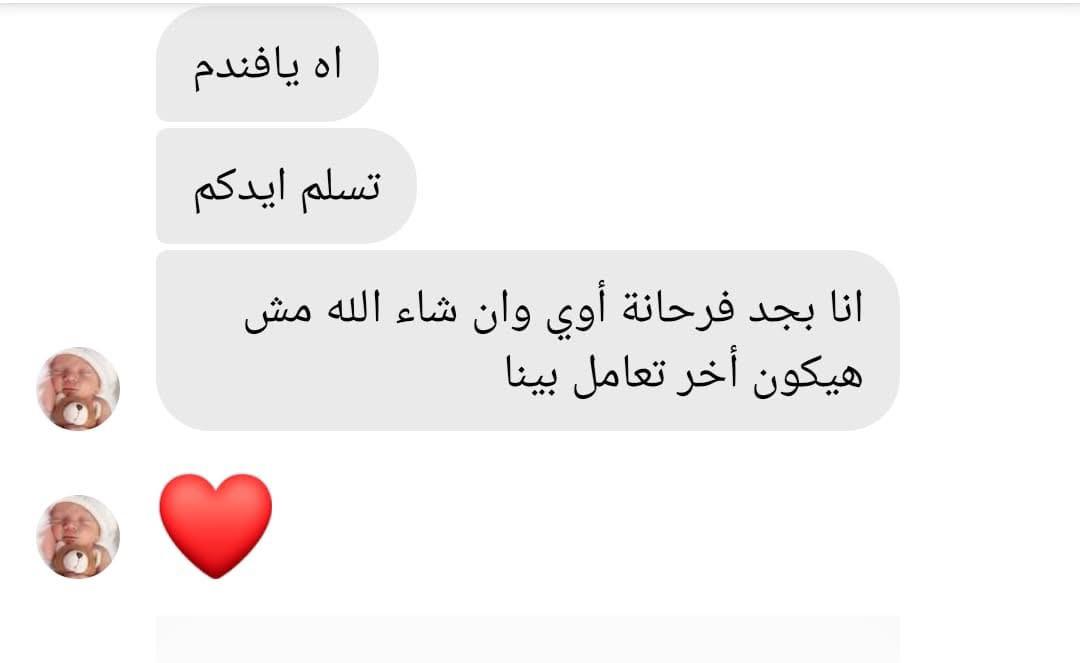 اه يافندم
تسلم ايدكم
انا بجد فرحانة أوي وان شاء الله مش
هيكون أخر تعامل بينا
❤️